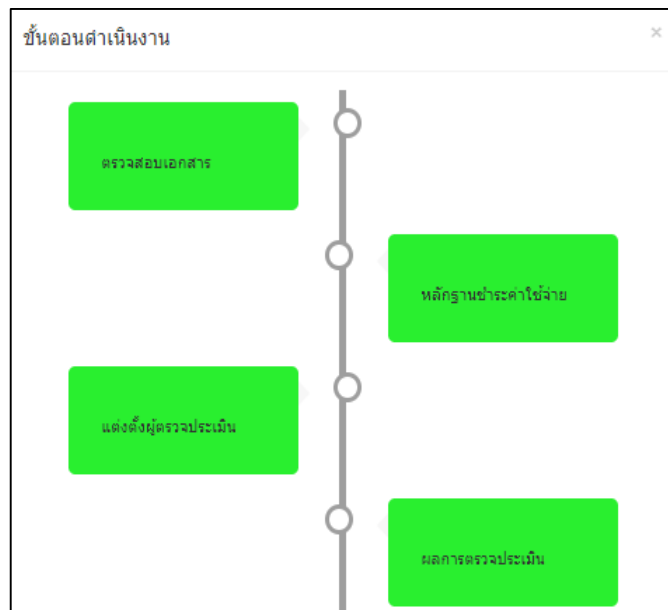 ขั้นตอนดำเนินงาน
×
ตรวจสอบเอกสาร
หลักฐานชำระค่าใช้จ่าย
แต่งตั้งผู้ตรวจประเมิน
ผลการตรวจประเมิน